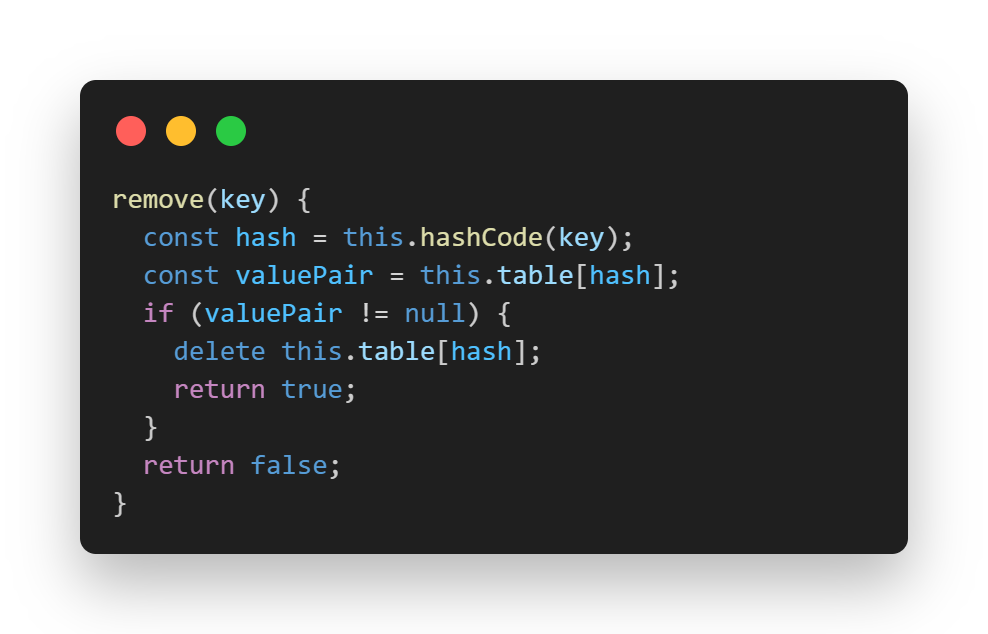 remove(key) {
  const hash = this.hashCode(key);
  const valuePair = this.table[hash];
  if (valuePair != null) {
    delete this.table[hash];
    return true;
  }
  return false;
}